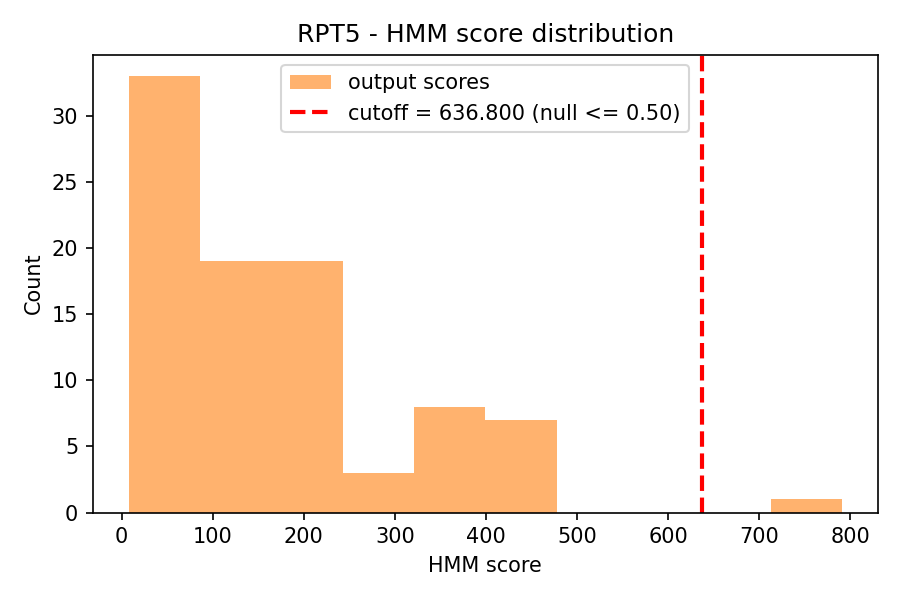 RPT5 - HMM score distribution
output scores
cutoff = 636.800 (null <= 0.50)
30
25
20
15
10
5
0
Count
0 100 200 300 400 500 600 700 800
HMM score